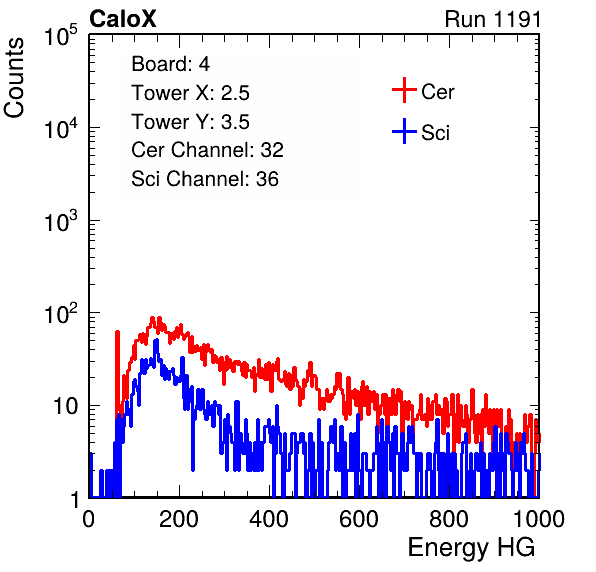 CaloX Run 1191
Counts
10^5
10^4
10^3
10^2
10
1
Board: 4
Tower X: 2.5
Tower Y: 3.5
Cer Channel: 32
Sci Channel: 36
Cer
Sci
0 200 400 600 800 1000
Energy HG